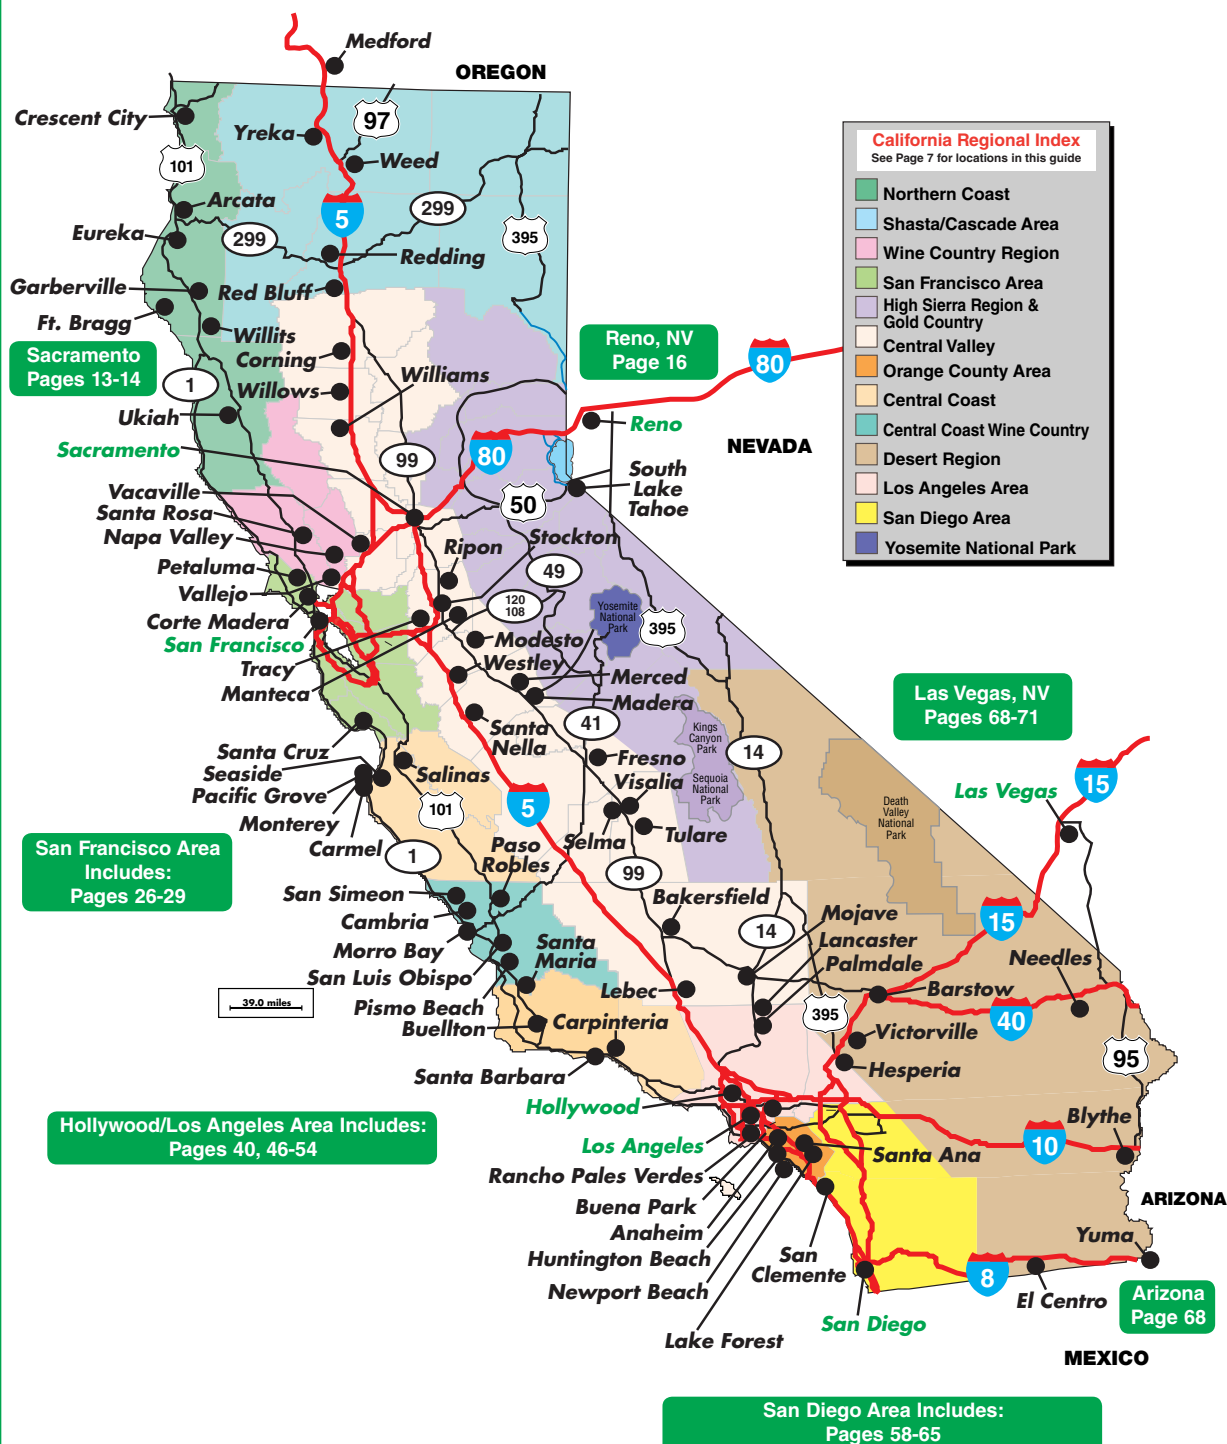 Medford
OREGON
97
Crescent City
Yreka
101
Weed
California Regional Index
See Page 7 for locations in this guide
Northern Coast
Shasta/Cascade Area
Wine Country Region
San Francisco Area
High Sierra Region &
Gold Country
Central Valley
Orange County Area
Central Coast
Central Coast Wine Country
Desert Region
Los Angeles Area
San Diego Area
Yosemite National Park
Arcata
5
299
Eureka
299
395
Redding
Garberville
Red Bluff
Ft. Bragg
Willits
Corning
Sacramento
Pages 13-14
Reno, NV
Page 16
80
1
Willows
Williams
Ukiah
Reno
Sacramento
99
80
NEVADA
South
Lake
Tahoe
Vacaville
50
Santa Rosa
Napa Valley
Stockton
Ripon
Petaluma
49
Vallejo
120
108
Yosemite
National
Park
395
Corte Madera
San Francisco
Modesto
Tracy
Westley
Manteca
Merced
Madera
Las Vegas, NV
Pages 68-71
41
Santa
Nella
Kings
Canyon
Park
14
Santa Cruz
Fresno
Seaside
Salinas
Visalia
Sequoia
National
Park
15
Pacific Grove
Las Vegas
101
5
Death
Valley
National
Park
Monterey
Selma
Tulare
Carmel
1
Paso
Robles
San Francisco Area
Includes:
Pages 26-29
99
San Simeon
Bakersfield
Cambria
Mojave
15
14
Morro Bay
Santa
Maria
Lancaster
Needles
San Luis Obispo
Palmdale
39.0 miles
Lebec
Barstow
Pismo Beach
395
40
Buellton
Carpinteria
Victorville
95
Santa Barbara
Hesperia
Hollywood
Blythe
Hollywood/Los Angeles Area Includes:
Pages 40, 46-54
Los Angeles
10
Santa Ana
Rancho Pales Verdes
Buena Park
ARIZONA
Anaheim
Yuma
Huntington Beach
San
Clemente
8
Newport Beach
El Centro
Arizona
Page 68
San Diego
Lake Forest
MEXICO
San Diego Area Includes:
Pages 58-65